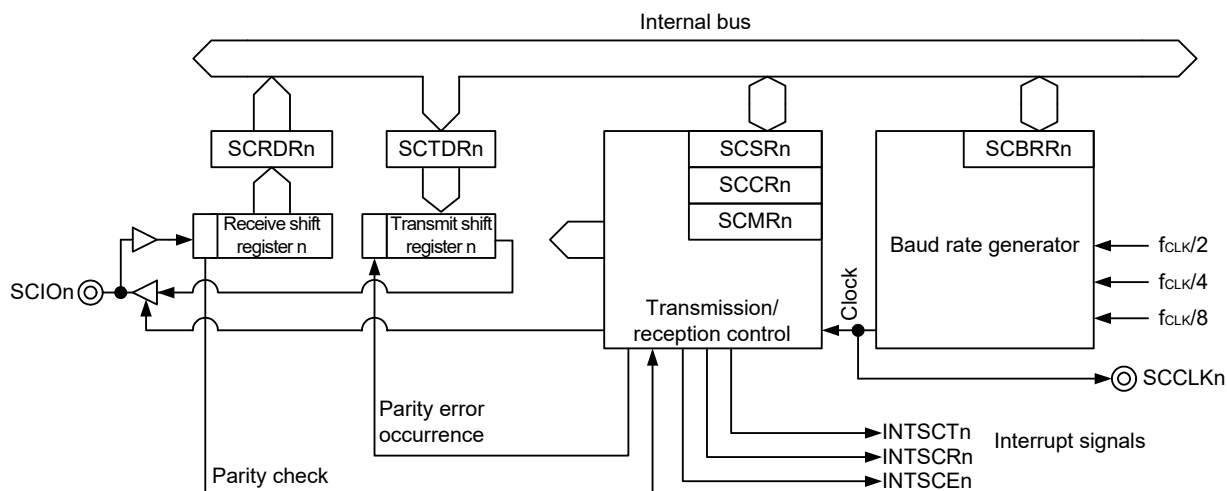 Internal bus
SCRDRn
SCTDRn
SCSRn
SCBRRn
SCCRn
SCMRn
Receive shift
register n
Transmit shift
register n
Baud rate generator
fCLK/2
fCLK/4
fCLK/8
SCIOn
Transmission/
reception control
Clock
SCCLKn
Parity error
occurrence
INTSCTn
Interrupt signals
INTSCRn
INTSCEn
Parity check